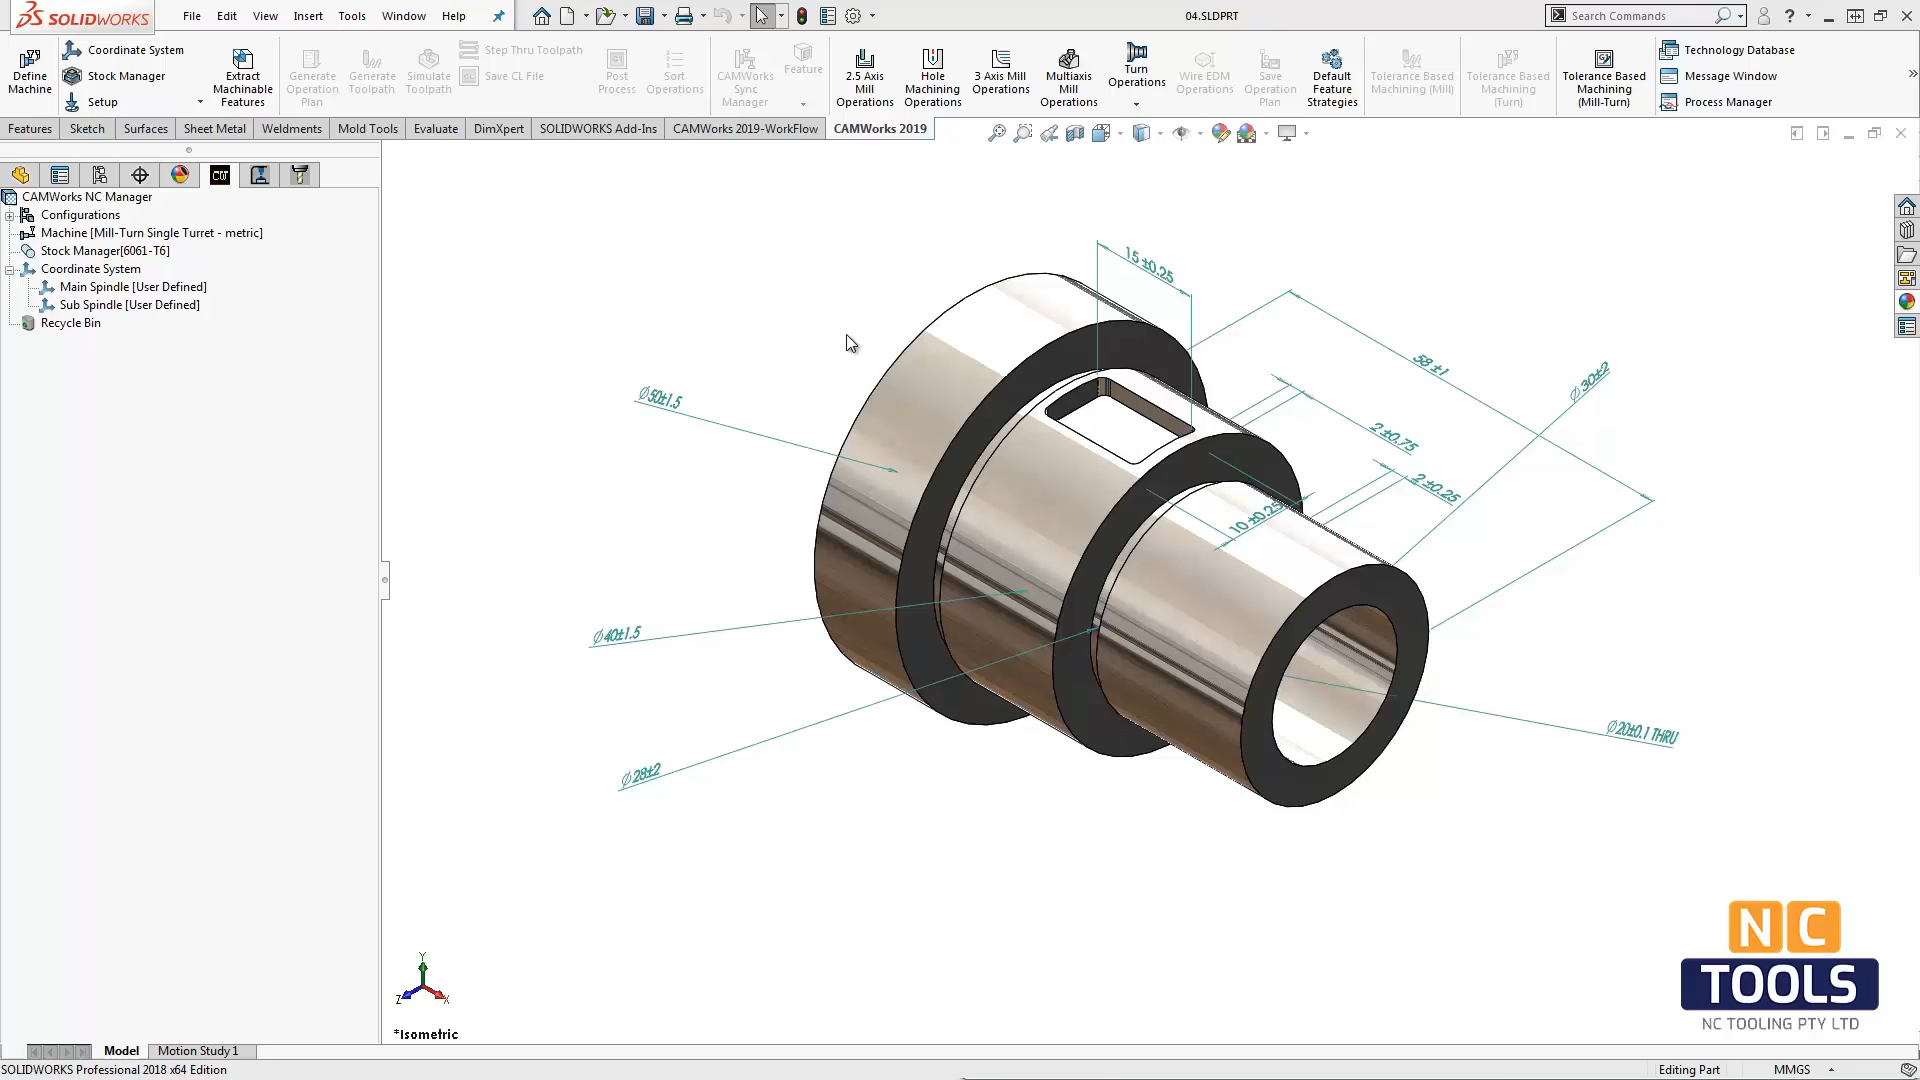 SOLIDWORKS File Edit View Insert Tools Window Help 04.SLDPRT Search Commands ?
Define Machine
Coordinate System
Stock Manager
Setup
Extract Machinable Features
Generate Operation Plan
Generate Toolpath
Simulate Toolpath
Step Thru Toolpath
Save CL File
Post Process
Sort Operations
CAMWorks Sync Manager
Feature
2.5 Axis Mill Operations
Hole Machining Operations
3 Axis Mill Operations
Multiaxis Mill Operations
Turn Operations
Wire EDM Operations
Save Operation Plan
Default Feature Strategies
Tolerance Based Machining (Mill)
Tolerance Based Machining (Turn)
Tolerance Based Machining (Mill-Turn)
Technology Database
Message Window
Process Manager
Features Sketch Surfaces Sheet Metal Weldments Mold Tools Evaluate DimXpert SOLIDWORKS Add-Ins CAMWorks 2019-WorkFlow CAMWorks 2019
CW
CAMWorks NC Manager
Configurations
Machine [Mill-Turn Single Turret - metric]
Stock Manager[6061-T6]
Coordinate System
Main Spindle [User Defined]
Sub Spindle [User Defined]
Recycle Bin
15±0.25
58±1
∅30±2
∅50±1.5
2±0.75
2±0.25
10±0.25
∅40±1.5
∅20±0.1 THRU
∅28±2
Y
Z X
*Isometric
NC
TOOLS
NC TOOLING PTY LTD
Model Motion Study 1
SOLIDWORKS Professional 2018 x64 Edition Editing Part MMGS